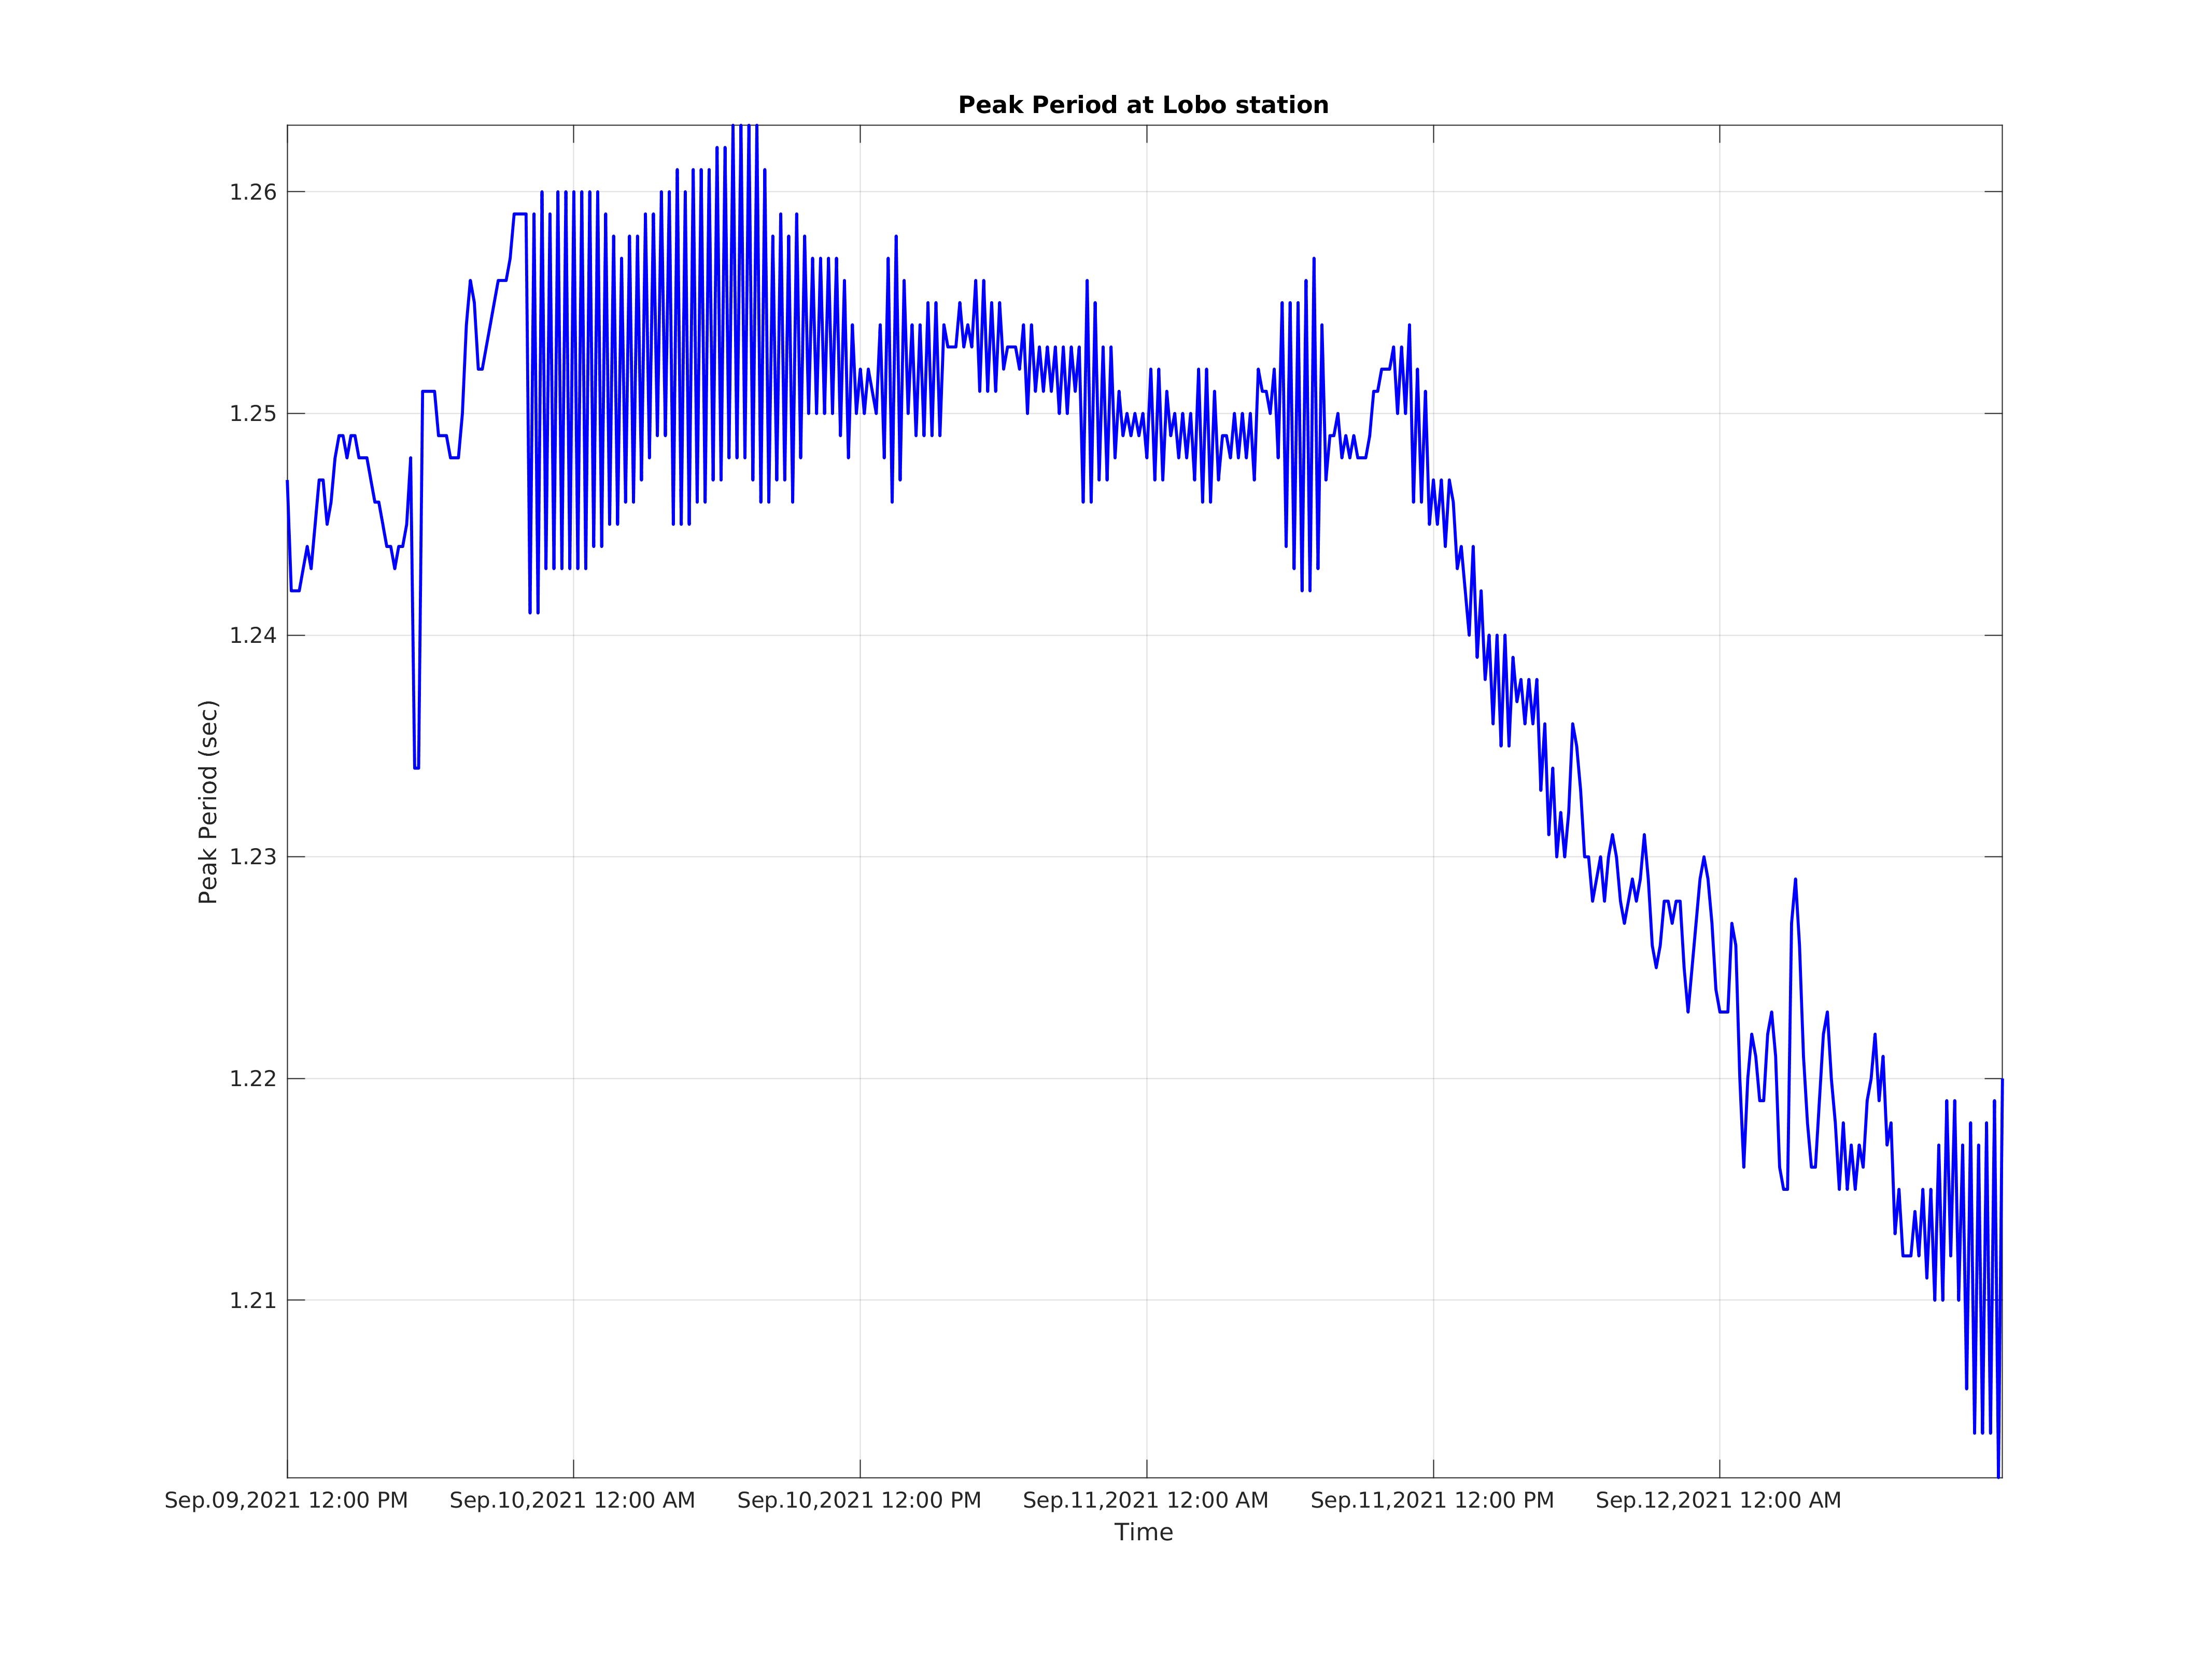 Peak Period at Lobo station
1.26
1.25
1.24
1.23
1.22
1.21
Peak Period (sec)
Sep.09,2021 12:00 PM
Sep.10,2021 12:00 AM
Sep.10,2021 12:00 PM
Sep.11,2021 12:00 AM
Sep.11,2021 12:00 PM
Sep.12,2021 12:00 AM
Time